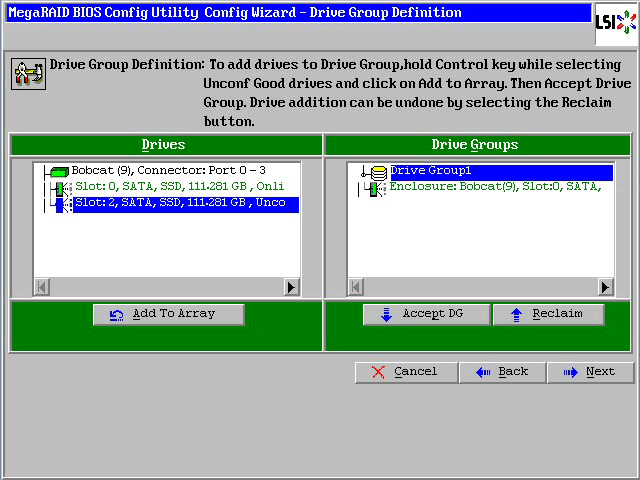 MegaRAID BIOS Config Utility Config Wizard - Drive Group Definition
LSI
Drive Group Definition: To add drives to Drive Group,hold Control key while selecting
Unconf Good drives and click on Add to Array. Then Accept Drive
Group. Drive addition can be undone by selecting the Reclaim
button.
Drives
Drive Groups
Bobcat (9), Connector: Port 0 - 3
Slot: 0, SATA, SSD, 111.281 GB , Onli
Slot: 2, SATA, SSD, 111.281 GB , Unco
Drive Group1
Enclosure: Bobcat(9), Slot:0, SATA,
Add To Array
Accept DG
Reclaim
Cancel
Back
Next